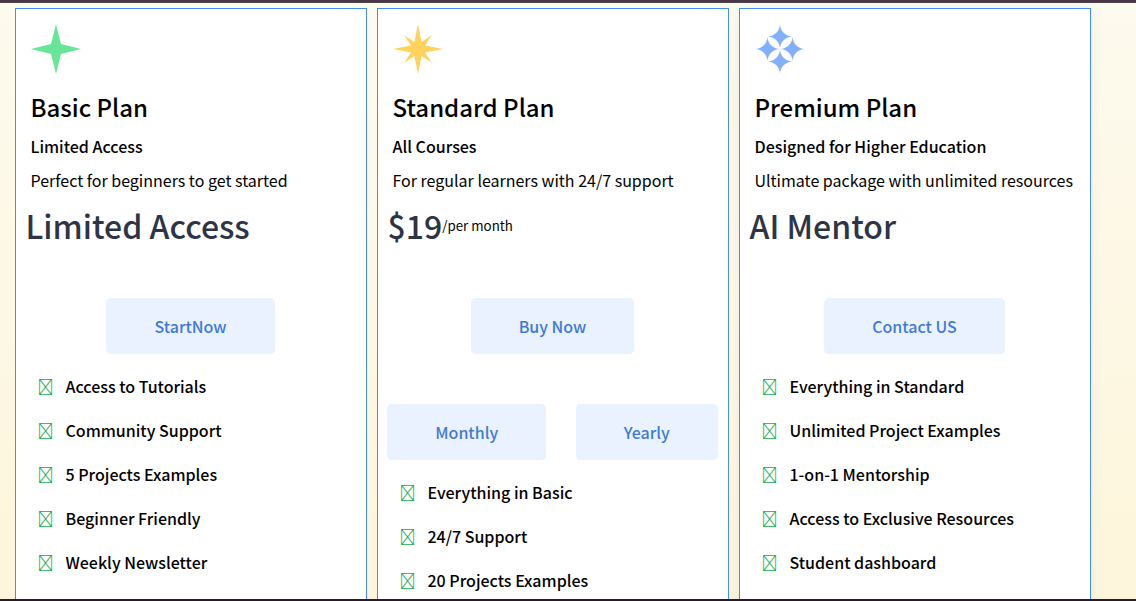 Basic Plan
Limited Access
Perfect for beginners to get started
Limited Access
StartNow
Access to Tutorials
Community Support
5 Projects Examples
Beginner Friendly
Weekly Newsletter
Standard Plan
All Courses
For regular learners with 24/7 support
$19/per month
Buy Now
Monthly
Yearly
Everything in Basic
24/7 Support
20 Projects Examples
Premium Plan
Designed for Higher Education
Ultimate package with unlimited resources
AI Mentor
Contact US
Everything in Standard
Unlimited Project Examples
1-on-1 Mentorship
Access to Exclusive Resources
Student dashboard